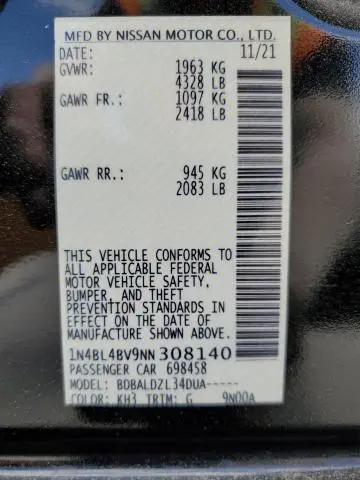 MFD BY NISSAN MOTOR CO., LTD.
DATE: 11/21
GVWR: 1963 KG
4328 LB
GAWR FR.: 1097 KG
2418 LB
GAWR RR.: 945 KG
2083 LB
THIS VEHICLE CONFORMS TO
ALL APPLICABLE FEDERAL
MOTOR VEHICLE SAFETY,
BUMPER, AND THEFT
PREVENTION STANDARDS IN
EFFECT ON THE DATE OF
MANUFACTURE SHOWN ABOVE.
1N4BL4BV9NN308140
PASSENGER CAR 698458
MODEL: BDBALDZL34DUA-----
COLOR: KH3 TRIM: G 9N00A